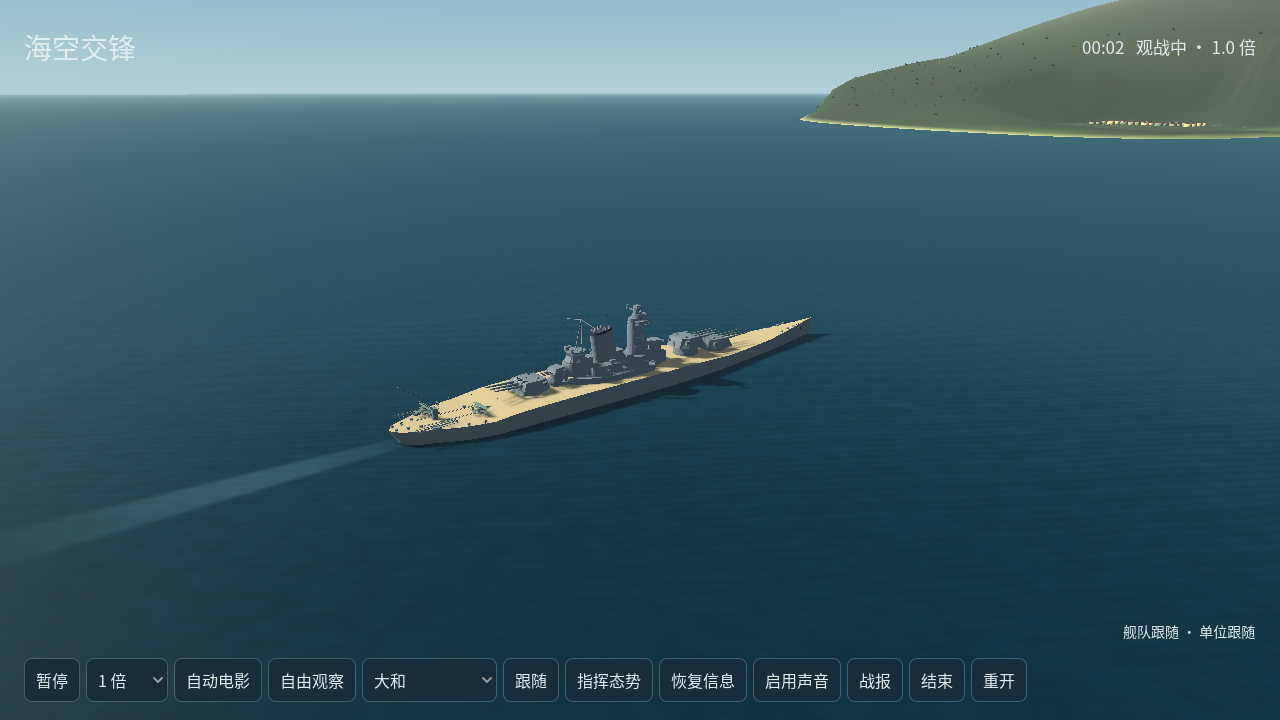 海空交锋
00:02 观战中 · 1.0 倍
舰队跟随 · 单位跟随
暂停 1 倍 自动电影 自由观察 大和 跟随 指挥态势 恢复信息 启用声音 战报 结束 重开